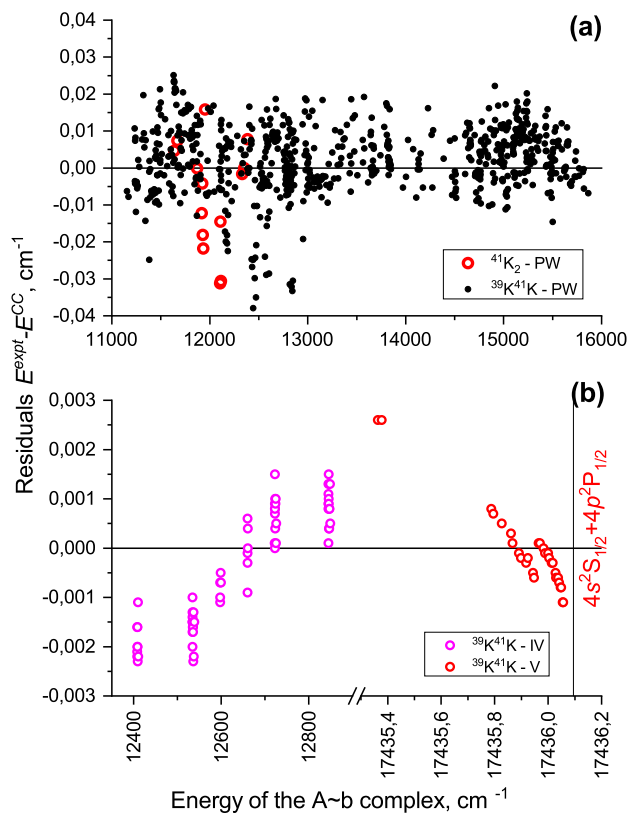 0,04
(a)
0,03
0,02
0,01
0,00
-0,01
-0,02
-0,03
-0,04
⁴¹K₂ - PW
³⁹K⁴¹K - PW
11000 12000 13000 14000 15000 16000
Residuals E^expt-E^CC, cm⁻¹
(b)
0,003
0,002
0,001
0,000
-0,001
-0,002
-0,003
³⁹K⁴¹K - IV
³⁹K⁴¹K - V
4s²S₁/₂+4p²P₁/₂
12400 12600 12800 17435,4 17435,6 17435,8 17436,0 17436,2
Energy of the A~b complex, cm ⁻¹